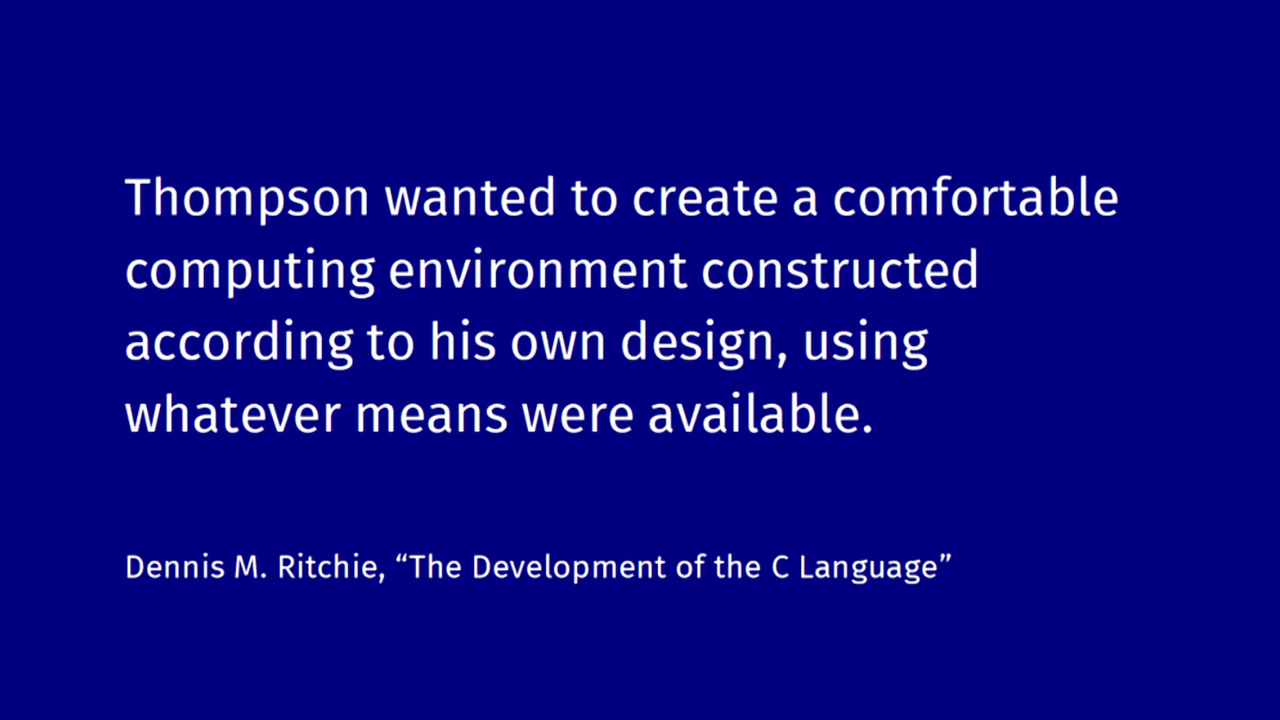 Thompson wanted to create a comfortable
computing environment constructed
according to his own design, using
whatever means were available.
Dennis M. Ritchie, “The Development of the C Language”